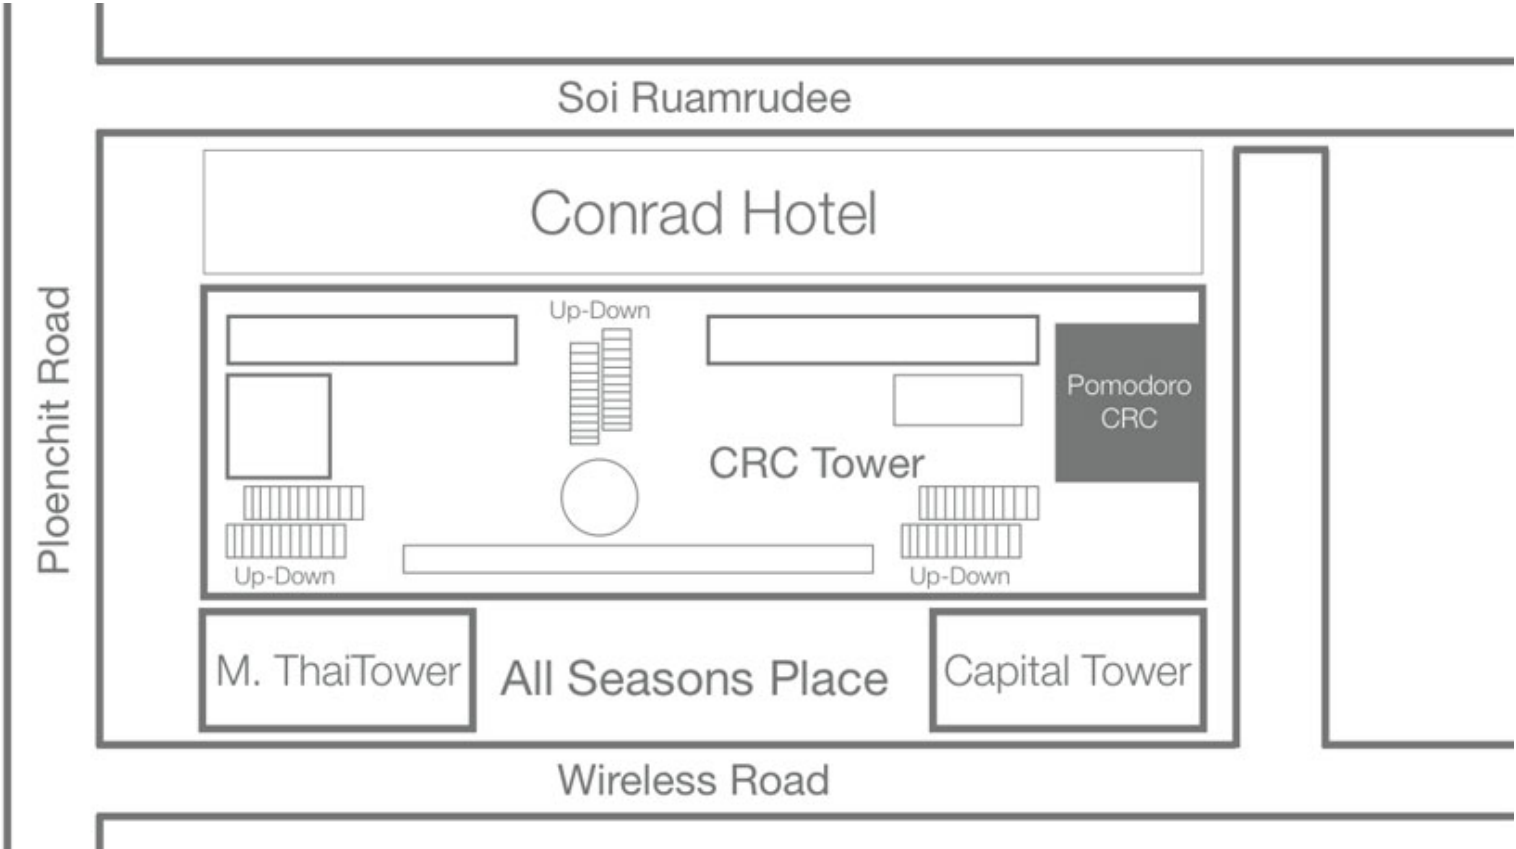 Soi Ruamrudee
Conrad Hotel
Ploenchit Road
Up-Down
Pomodoro
CRC
CRC Tower
Up-Down
Up-Down
M. ThaiTower
All Seasons Place
Capital Tower
Wireless Road